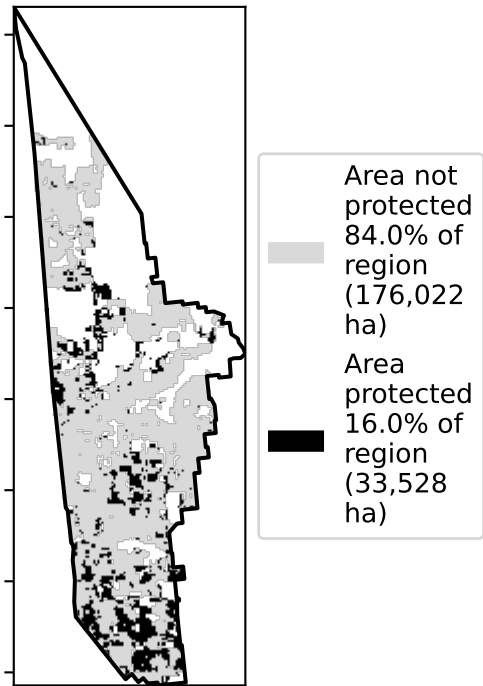 Area not
protected
84.0% of
region
(176,022
ha)
Area
protected
16.0% of
region
(33,528
ha)